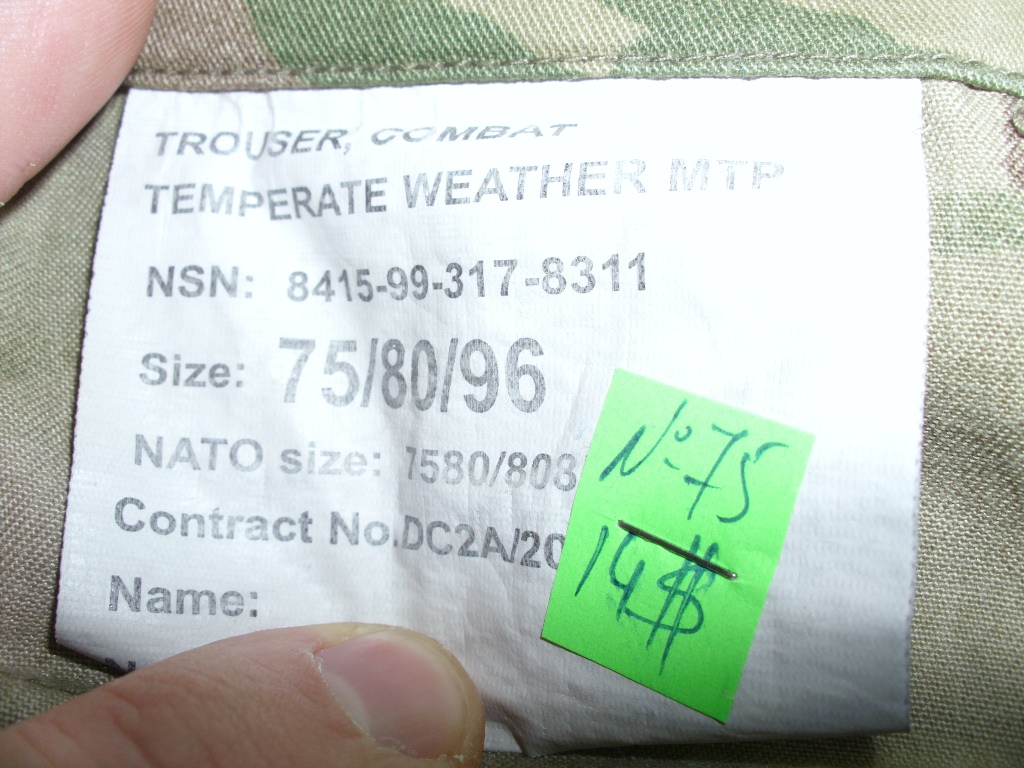 TROUSER, COMBAT
TEMPERATE WEATHER MTP
NSN: 8415-99-317-8311
Size: 75/80/96
NATO size: 7580/808
Contract No.DC2A/20
Name:
№75
14$